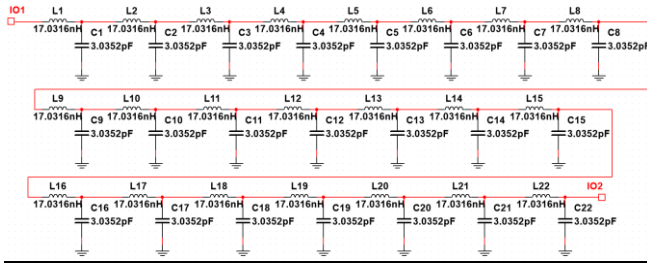 IO1 L1 L2 L3 L4 L5 L6 L7 L8
17.0316nH 17.0316nH 17.0316nH 17.0316nH 17.0316nH 17.0316nH 17.0316nH 17.0316nH
C1 C2 C3 C4 C5 C6 C7 C8
3.0352pF 3.0352pF 3.0352pF 3.0352pF 3.0352pF 3.0352pF 3.0352pF 3.0352pF
L9 L10 L11 L12 L13 L14 L15
17.0316nH 17.0316nH 17.0316nH 17.0316nH 17.0316nH 17.0316nH 17.0316nH
C9 C10 C11 C12 C13 C14 C15
3.0352pF 3.0352pF 3.0352pF 3.0352pF 3.0352pF 3.0352pF 3.0352pF
L16 L17 L18 L19 L20 L21 L22 IO2
17.0316nH 17.0316nH 17.0316nH 17.0316nH 17.0316nH 17.0316nH 17.0316nH
C16 C17 C18 C19 C20 C21 C22
3.0352pF 3.0352pF 3.0352pF 3.0352pF 3.0352pF 3.0352pF 3.0352pF